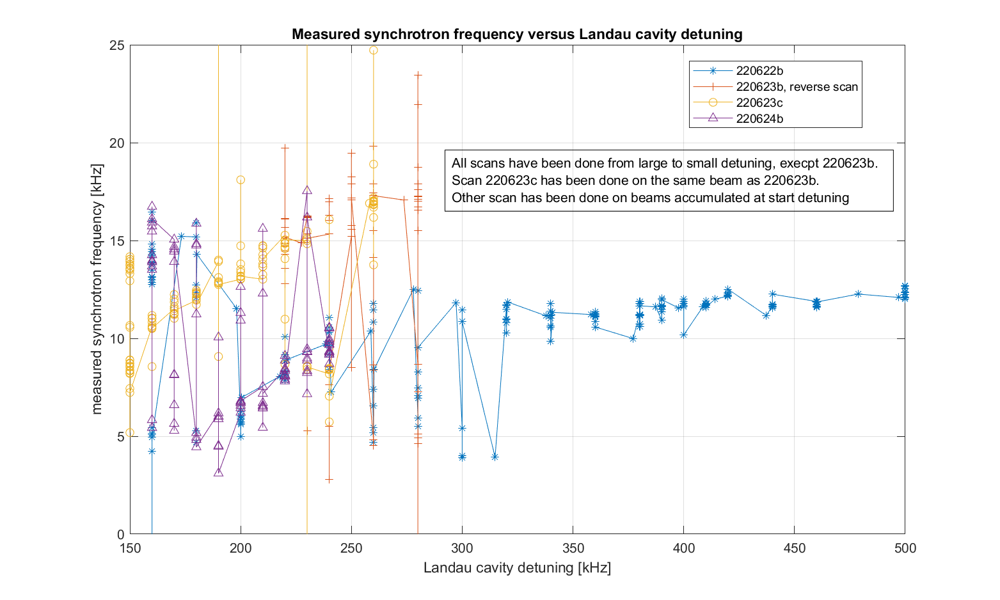 Measured synchrotron frequency versus Landau cavity detuning
25
20
15
10
5
0
measured synchrotron frequency [kHz]
220622b
220623b, reverse scan
220623c
220624b
All scans have been done from large to small detuning, execpt 220623b.
Scan 220623c has been done on the same beam as 220623b.
Other scan has been done on beams accumulated at start detuning
150 200 250 300 350 400 450 500
Landau cavity detuning [kHz]